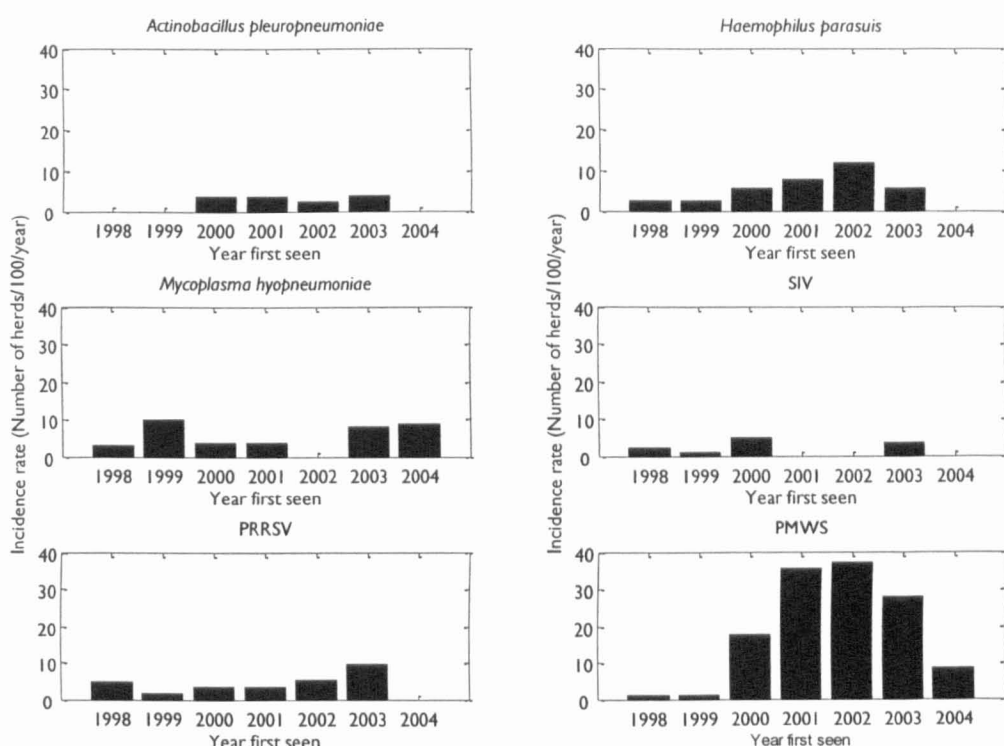 Actinobacillus pleuropneumoniae
40
30
20
10
0
1998 1999 2000 2001 2002 2003 2004
Year first seen
Haemophilus parasuis
40
30
20
10
0
1998 1999 2000 2001 2002 2003 2004
Year first seen
Incidence rate (Number of herds/100/year)
Mycoplasma hyopneumoniae
40
30
20
10
0
1998 1999 2000 2001 2002 2003 2004
Year first seen
Incidence rate (Number of herds/100/year)
SIV
40
30
20
10
0
1998 1999 2000 2001 2002 2003 2004
Year first seen
PRRSV
40
30
20
10
0
1998 1999 2000 2001 2002 2003 2004
Year first seen
PMWS
40
30
20
10
0
1998 1999 2000 2001 2002 2003 2004
Year first seen